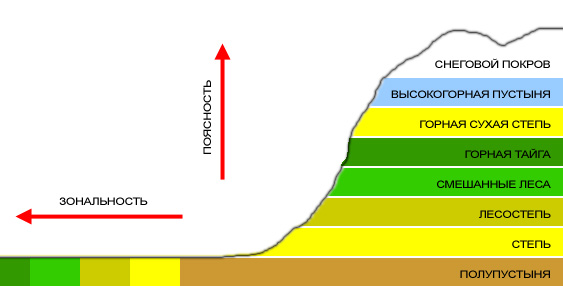 СНЕГОВОЙ ПОКРОВ
ВЫСОКОГОРНАЯ ПУСТЫНЯ
ГОРНАЯ СУХАЯ СТЕПЬ
ГОРНАЯ ТАЙГА
СМЕШАННЫЕ ЛЕСА
ЛЕСОСТЕПЬ
СТЕПЬ
ПОЛУПУСТЫНЯ
ПОЯСНОСТЬ
ЗОНАЛЬНОСТЬ